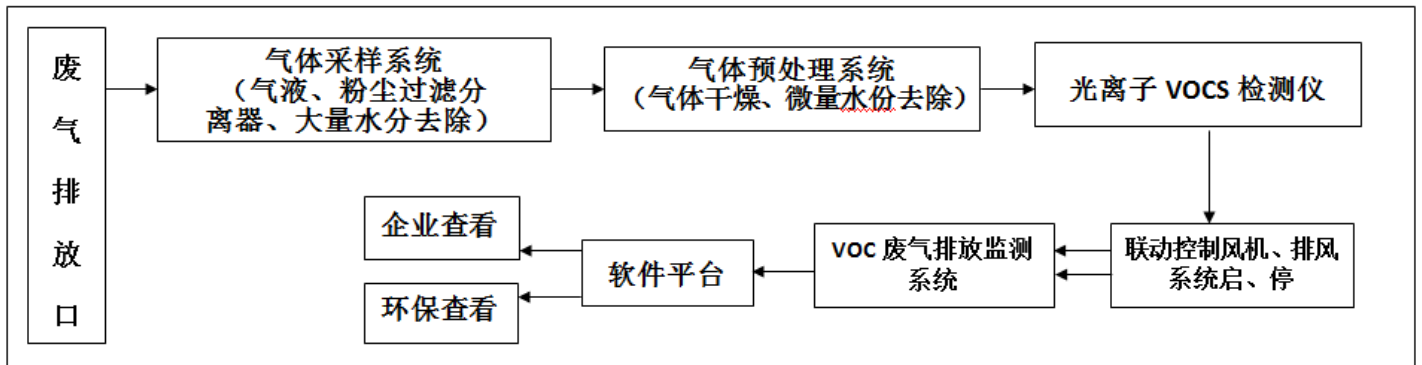 废
气
排
放
口
气体采样系统
（气液、粉尘过滤分
离器、大量水分去除）
气体预处理系统
（气体干燥、微量水份去除）
光离子 VOCS 检测仪
联动控制风机、排风
系统启、停
VOC 废气排放监测
系统
软件平台
企业查看
环保查看